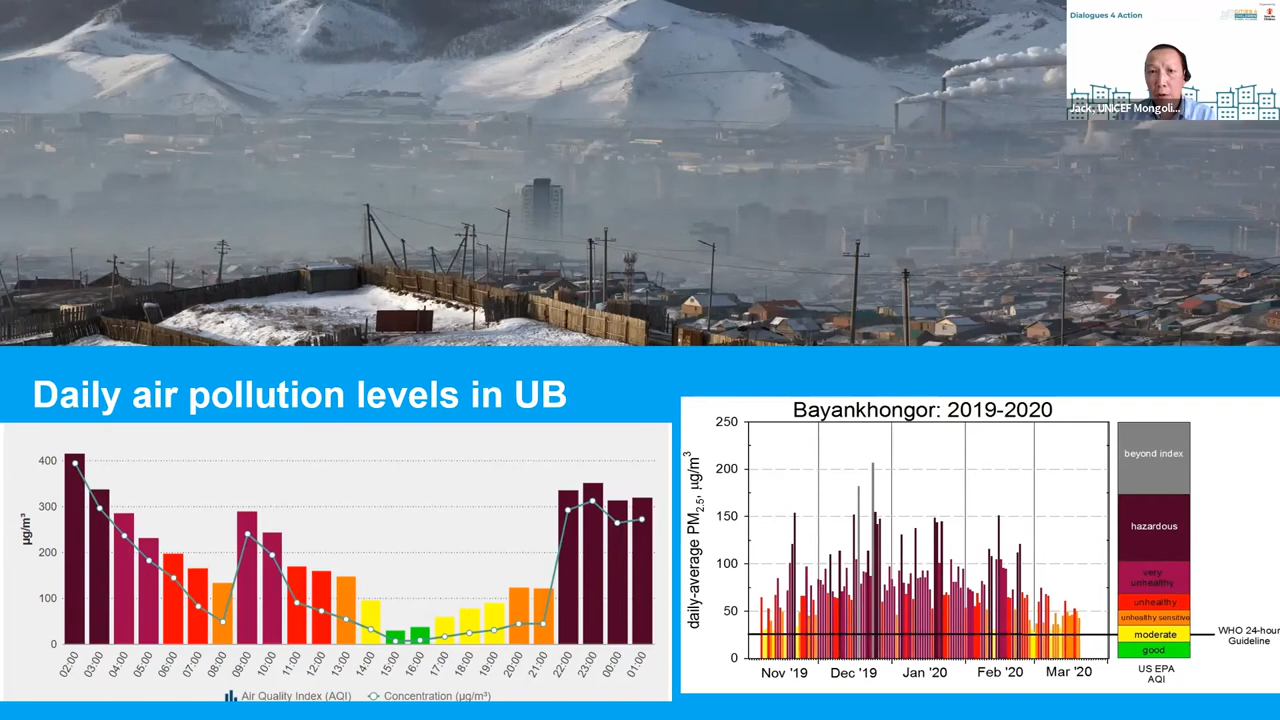 Dialogues 4 Action
Jack, UNICEF Mongoli...
Daily air pollution levels in UB
400
300
200
100
0
µg/m³
02:00
03:00
04:00
05:00
06:00
07:00
08:00
09:00
10:00
11:00
12:00
13:00
14:00
15:00
16:00
17:00
18:00
19:00
20:00
21:00
22:00
23:00
00:00
01:00
Air Quality Index (AQI)
Concentration (µg/m³)
Bayankhongor: 2019-2020
250
200
150
100
50
0
daily-average PM2.5, µg/m³
Nov '19
Dec '19
Jan '20
Feb '20
Mar '20
beyond index
hazardous
very
unhealthy
unhealthy
unhealthy sensitive
moderate
good
US EPA
AQI
WHO 24-hour
Guideline